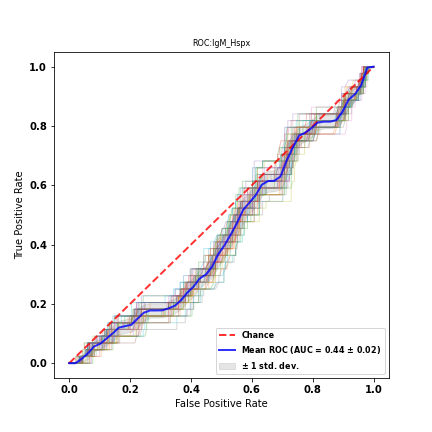 ROC:IgM_Hspx
1.0
0.8
0.6
0.4
0.2
0.0
True Positive Rate
Chance
Mean ROC (AUC = 0.44 ± 0.02)
± 1 std. dev.
0.0 0.2 0.4 0.6 0.8 1.0
False Positive Rate